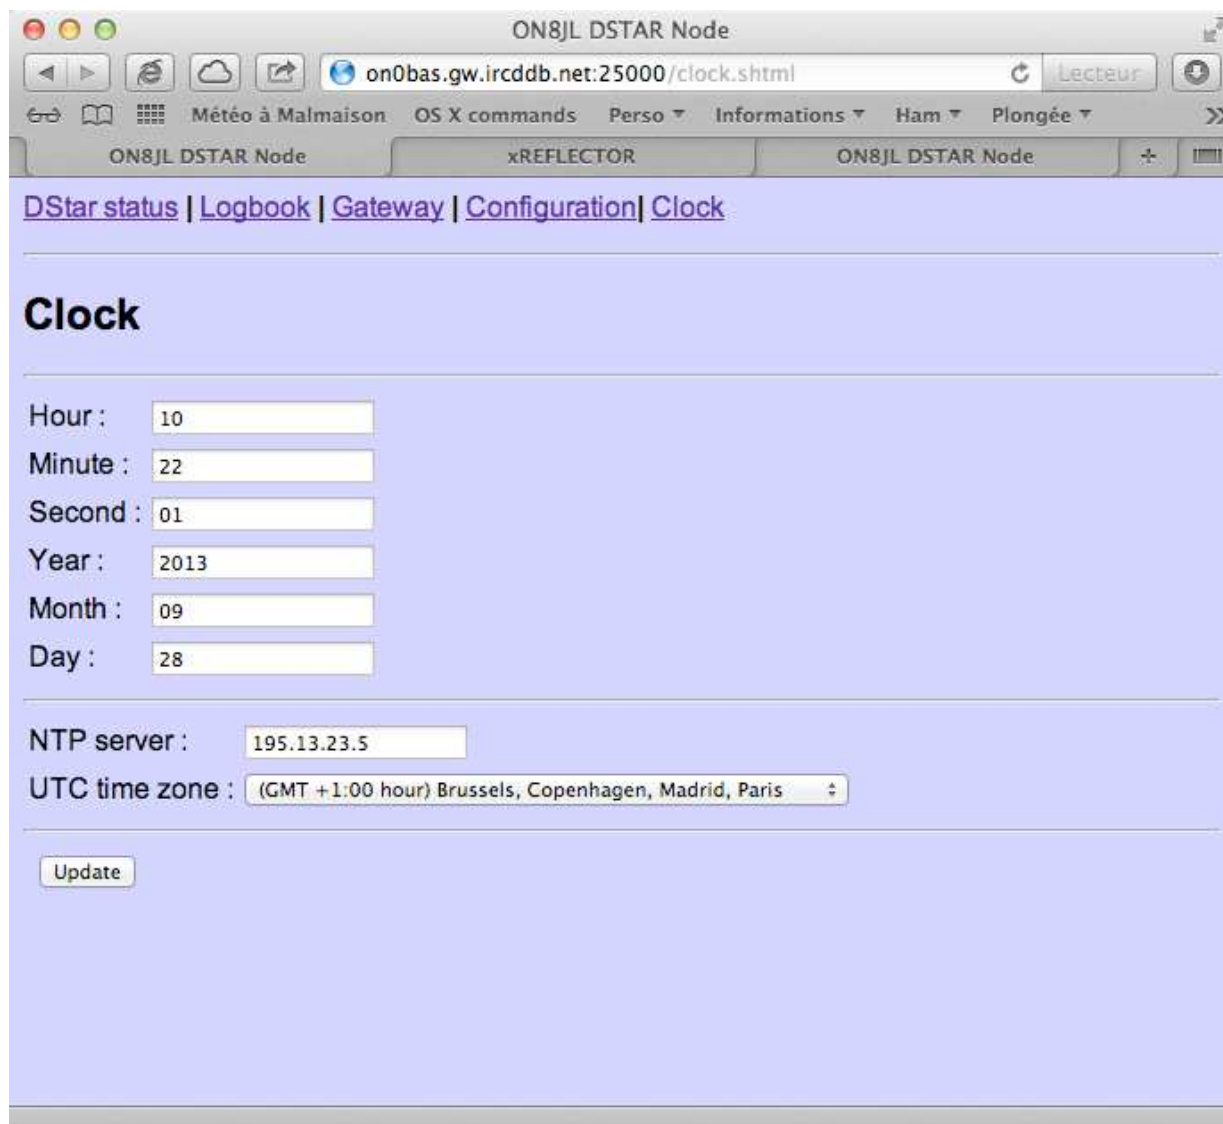 ON8JL DSTAR Node
on0bas.gw.ircddb.net:25000/clock.shtml Lecteur
Météo à Malmaison OS X commands Perso Informations Ham Plongée
ON8JL DSTAR Node xREFLECTOR ON8JL DSTAR Node
DStar status | Logbook | Gateway | Configuration| Clock
Clock
Hour : 10
Minute : 22
Second : 01
Year : 2013
Month : 09
Day : 28
NTP server : 195.13.23.5
UTC time zone : (GMT +1:00 hour) Brussels, Copenhagen, Madrid, Paris
Update